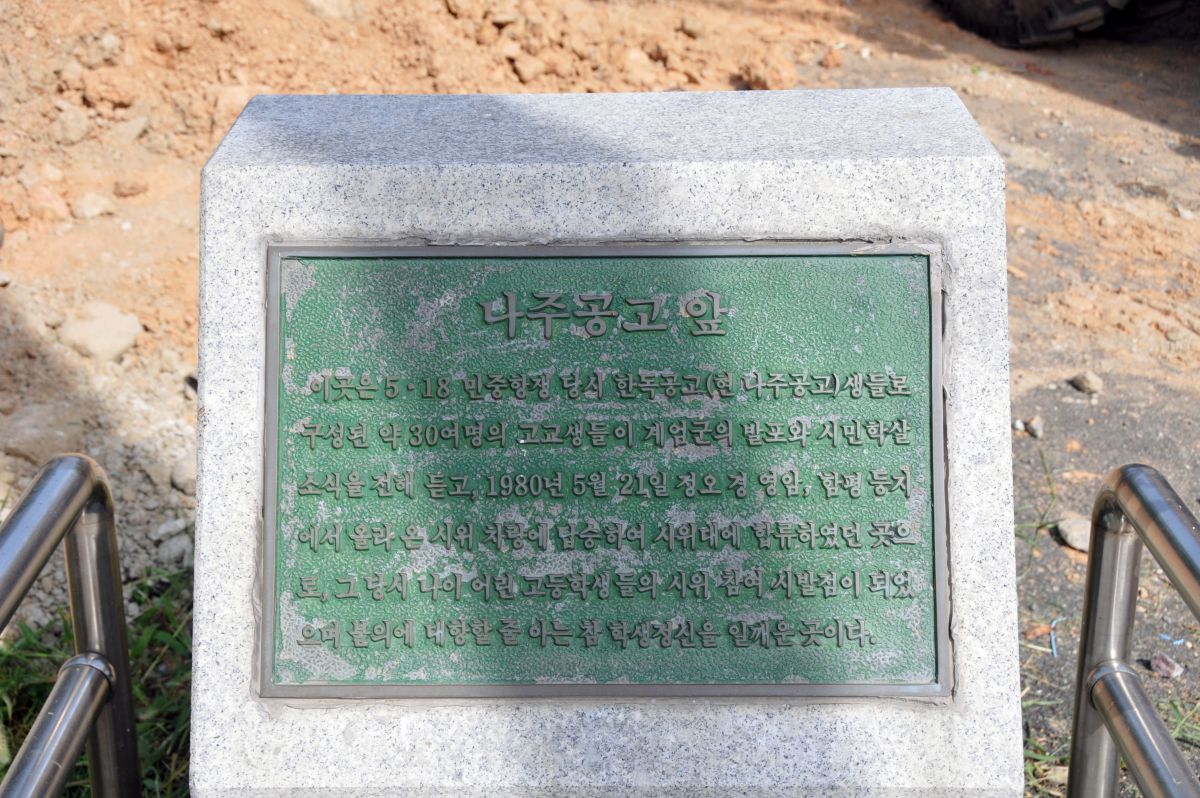 나주공고 앞
이곳은 5·18 민중항쟁 당시 한독공고(현 나주공고)생들로
구성된 약 30여명의 고교생들이 계엄군의 발포와 시민학살
소식을 전해 듣고, 1980년 5월 21일 정오 경 영암, 함평 등지
에서 올라 온 시위 차량에 탑승하여 시위대에 합류하였던 곳으
로, 그 당시 나이 어린 고등학생들의 시위 참여 시발점이 되었
으며 불의에 대항할 줄 아는 참 학생정신을 일깨운 곳이다.